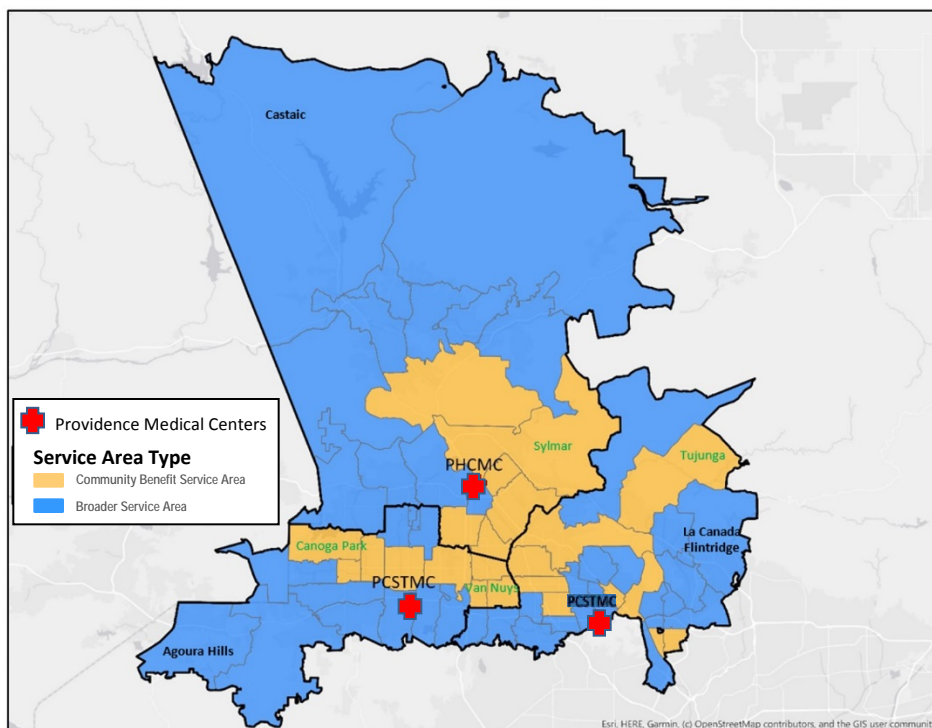 Castaic
Providence Medical Centers
Service Area Type
Community Benefit Service Area
Broader Service Area
Sylmar
Tujunga
PHCMC
La Canada
Flintridge
Canoga Park
PCSTMC
Van Nuys
PCSTMC
Agoura Hills
Esri, HERE, Garmin, (c) OpenStreetMap contributors, and the GIS user communit